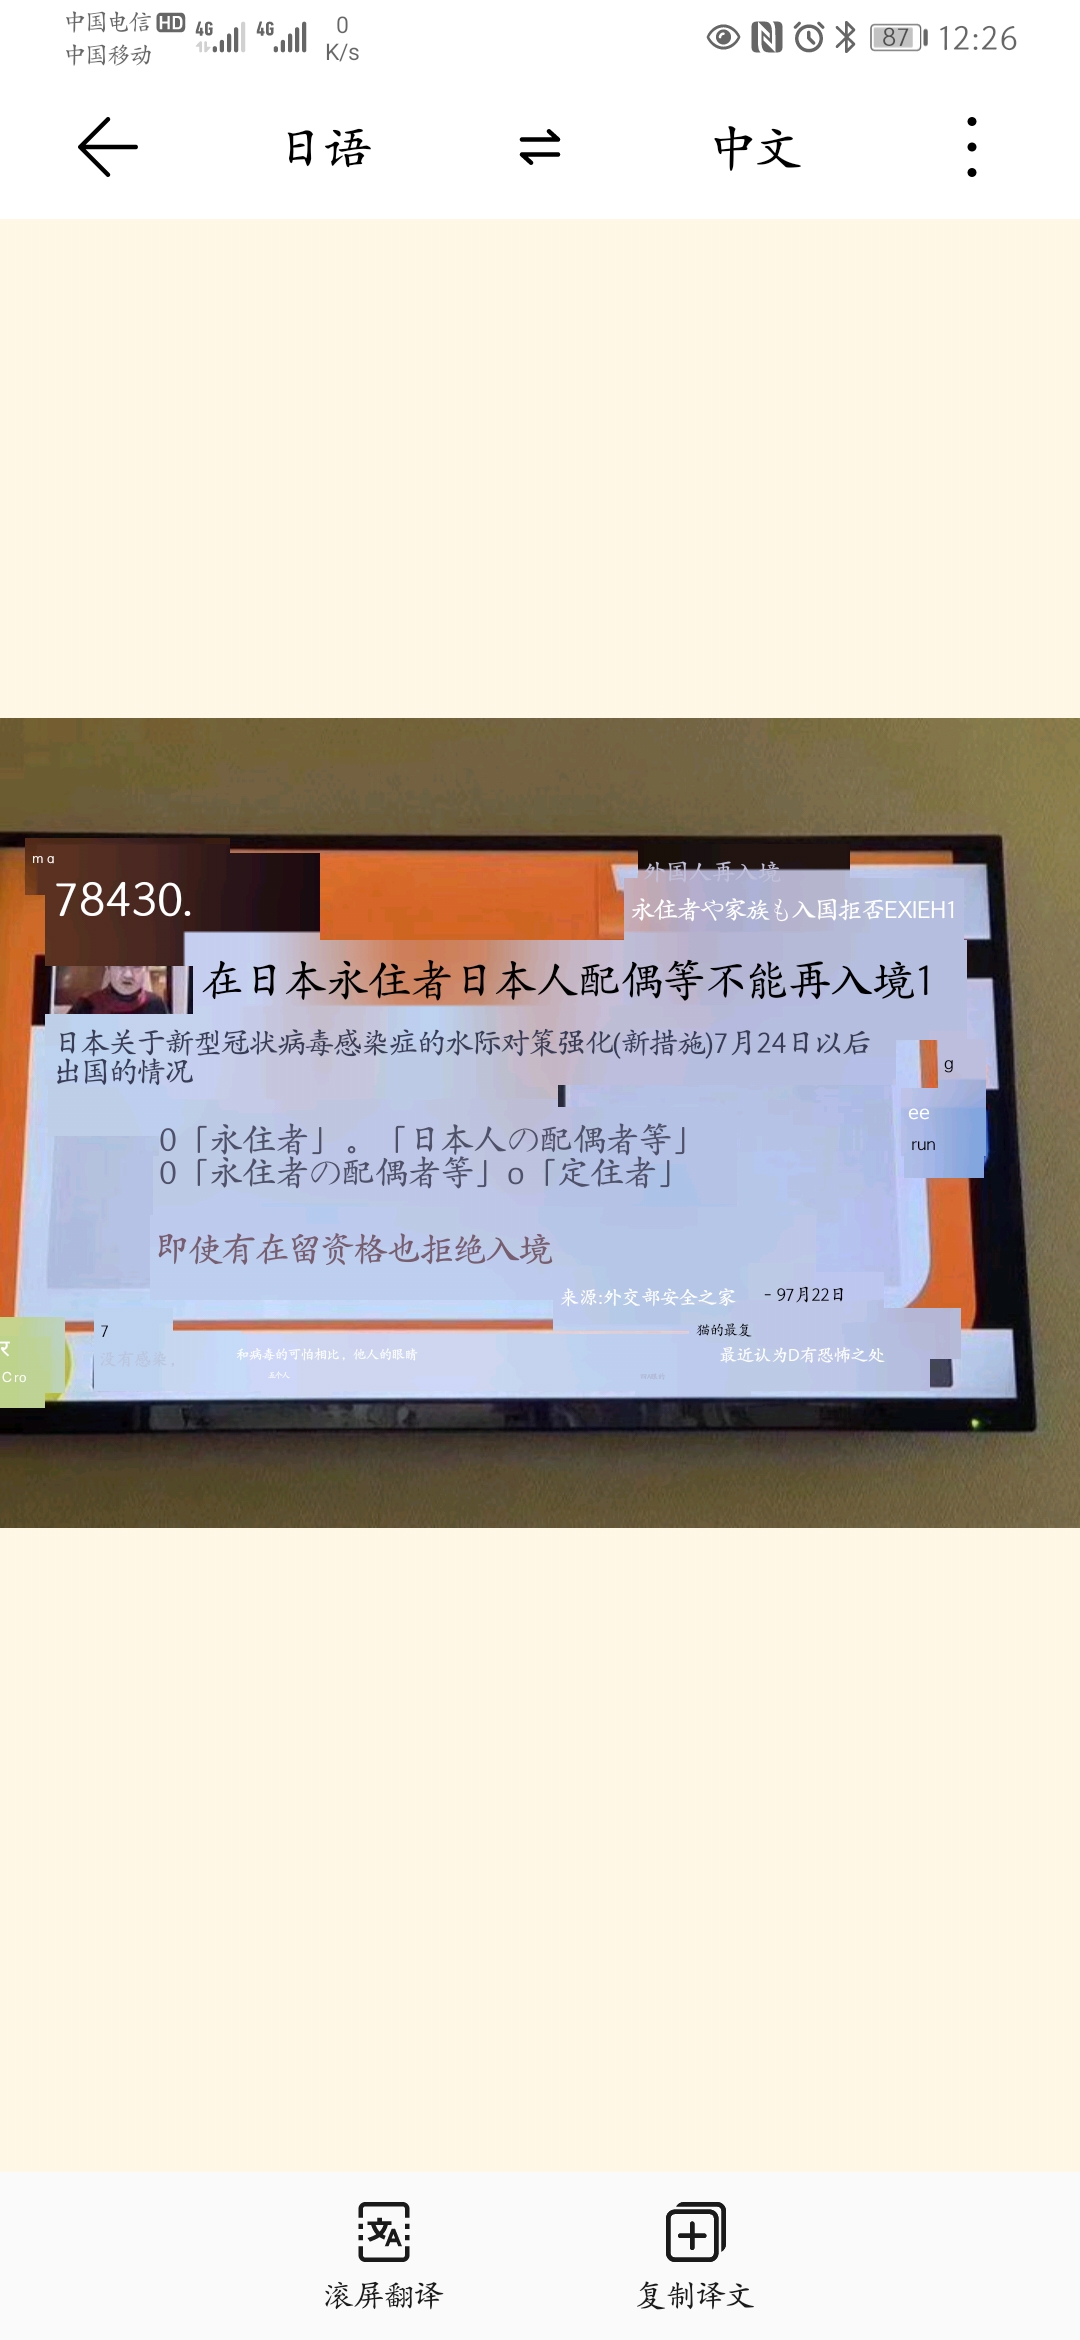 中国电信 HD 4G 4G 0 K/s 87 12:26
中国移动
日语 中文
ma
78430.
外国人再入境
永住者や家族も入国拒否EXIEH1
在日本永住者日本人配偶等不能再入境1
日本关于新型冠状病毒感染症的水际对策强化(新措施)7月24日以后
出国的情况
g
ee
run
0「永住者」。「日本人の配偶者等」
0「永住者の配偶者等」o「定住者」
即使有在留资格也拒绝入境
来源:外交部安全之家 - 97月22日
7
猫的最复
没有感染,
和病毒的可怕相比,他人的眼睛
最近认为D有恐怖之处
र
Cro
五个人
滚屏翻译 复制译文